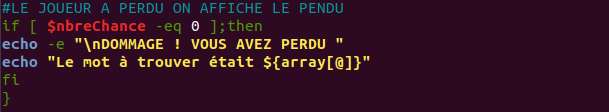 #LE JOUEUR A PERDU ON AFFICHE LE PENDU
if [ $nbreChance -eq 0 ];then
echo -e "\nDOMMAGE ! VOUS AVEZ PERDU "
echo "Le mot à trouver était ${array[@]}"
fi
}